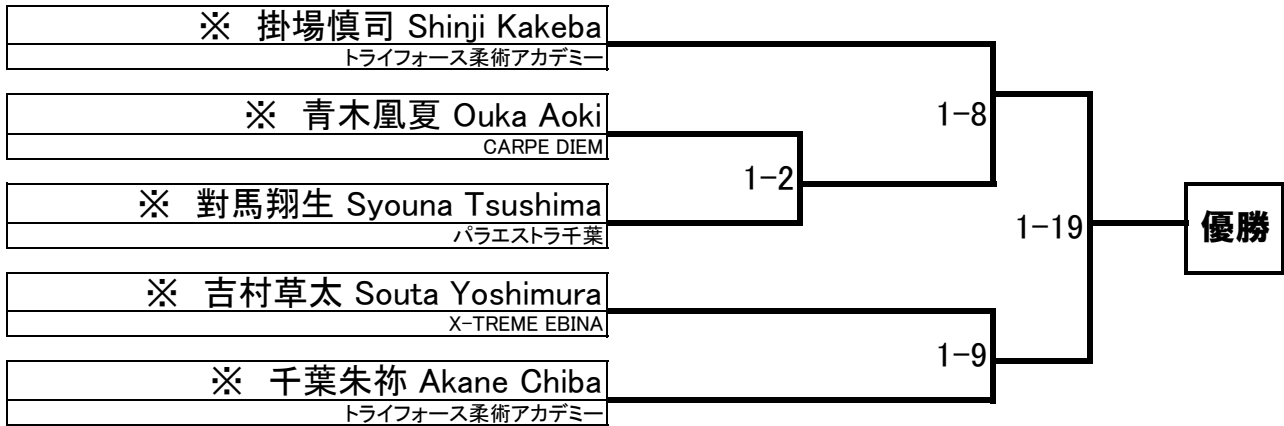 ※ 掛場慎司 Shinji Kakeba
トライフォース柔術アカデミー
※ 青木凰夏 Ouka Aoki
CARPE DIEM
※ 對馬翔生 Syouna Tsushima
パラエストラ千葉
※ 吉村草太 Souta Yoshimura
X-TREME EBINA
※ 千葉朱祢 Akane Chiba
トライフォース柔術アカデミー
1-8
1-2
1-19
優勝
1-9